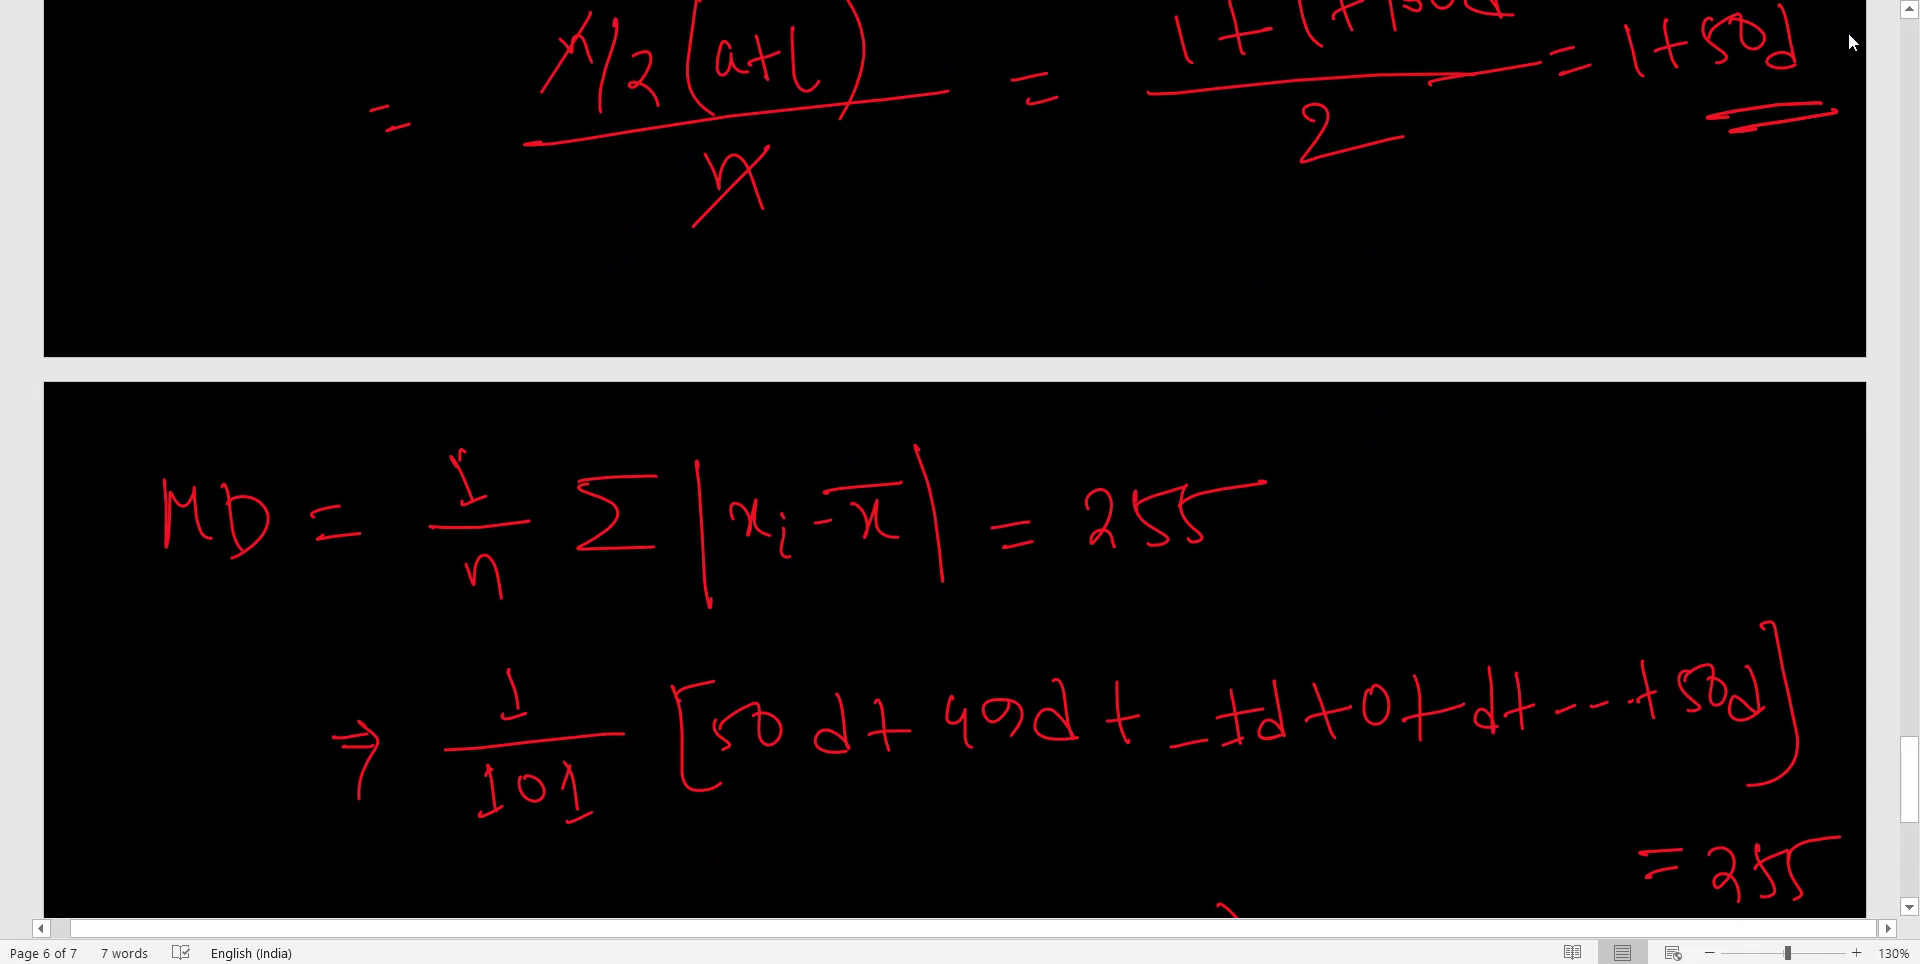 = n/2 (a+l) / n = 1 + (1+100d / 2 = 1+50d
MD = 1/n Σ |xi - x̄| = 255
⇒ 1/101 [50d + 49d + _ + d + 0 + d + --- + 50d]
= 255
Page 6 of 7 7 words English (India) 130%